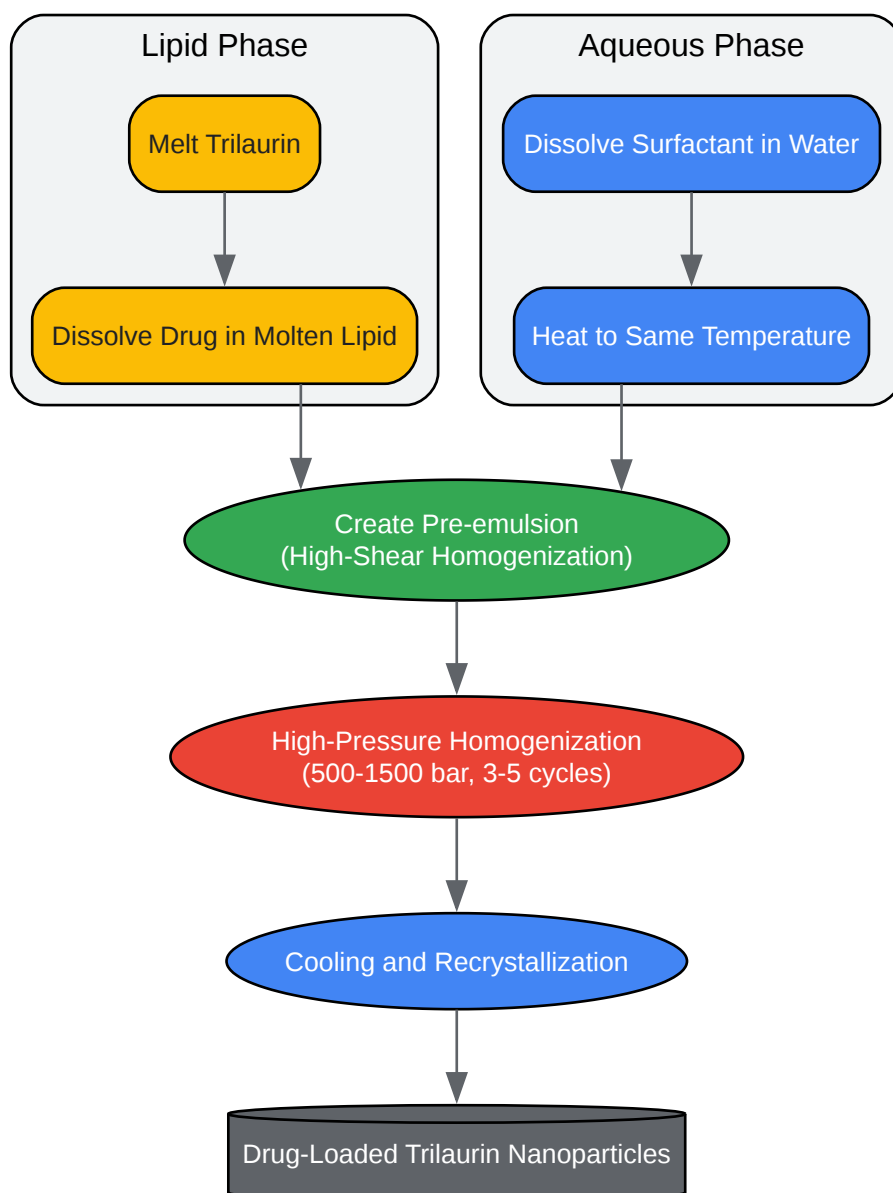 Lipid Phase
Aqueous Phase
Melt Trilaurin
Dissolve Surfactant in Water
Dissolve Drug in Molten Lipid
Heat to Same Temperature
Create Pre-emulsion
(High-Shear Homogenization)
High-Pressure Homogenization
(500-1500 bar, 3-5 cycles)
Cooling and Recrystallization
Drug-Loaded Trilaurin Nanoparticles